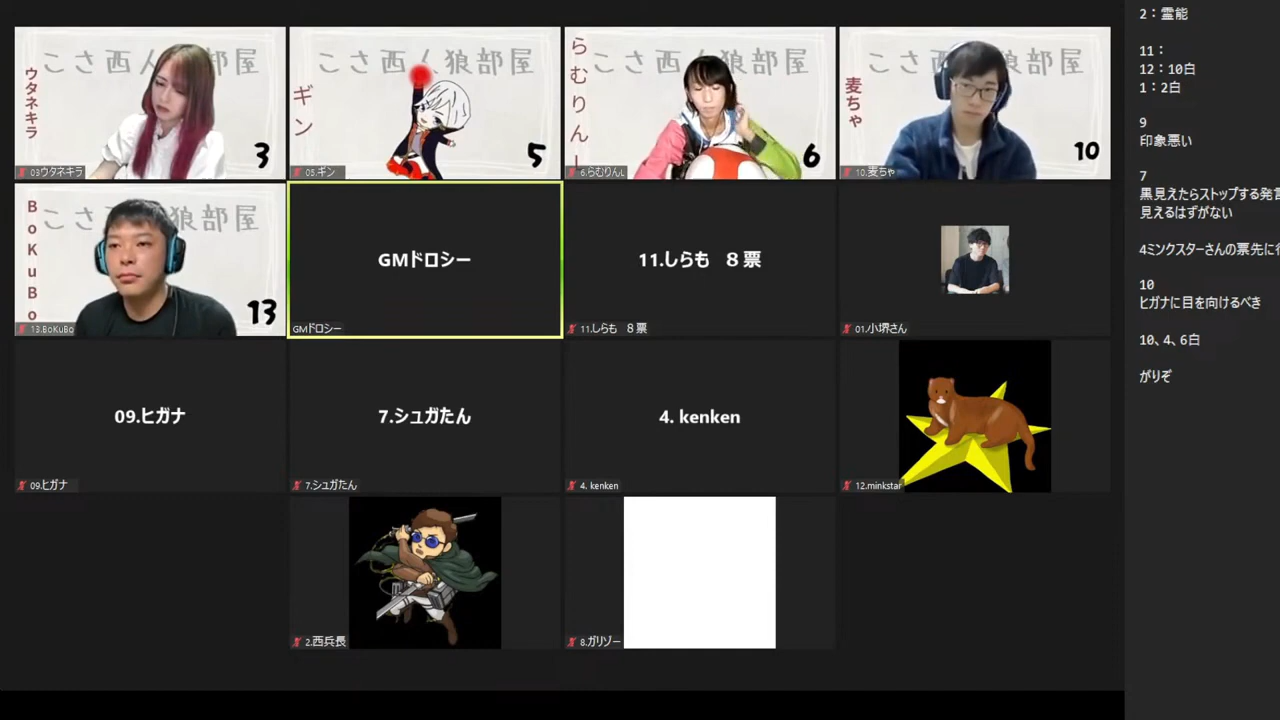 こさ西人狼部屋
ウタネキラ
3
03ウタネキラ
こさ西人狼部屋
ギン
5
05.ギン
こさ西人狼部屋
らむりんL
6
6.らむりんL
こさ西人狼部屋
麦ちゃ
10
10.麦ちゃ
こさ西人狼部屋
BoKuBo
13
13.BoKuBo
GMドロシー
GMドロシー
11.しらも 8票
11.しらも 8票
01.小堺さん
09.ヒガナ
09.ヒガナ
7.シュガたん
7.シュガたん
4. kenken
4. kenken
12.minkstar
2.西兵長
8.ガリゾー
2：霊能
11：
12：10白
1：2白
9
印象悪い
7
黒見えたらストップする発言
見えるはずがない
4ミンクスターさんの票先に行
10
ヒガナに目を向けるべき
10、4、6白
がりぞ